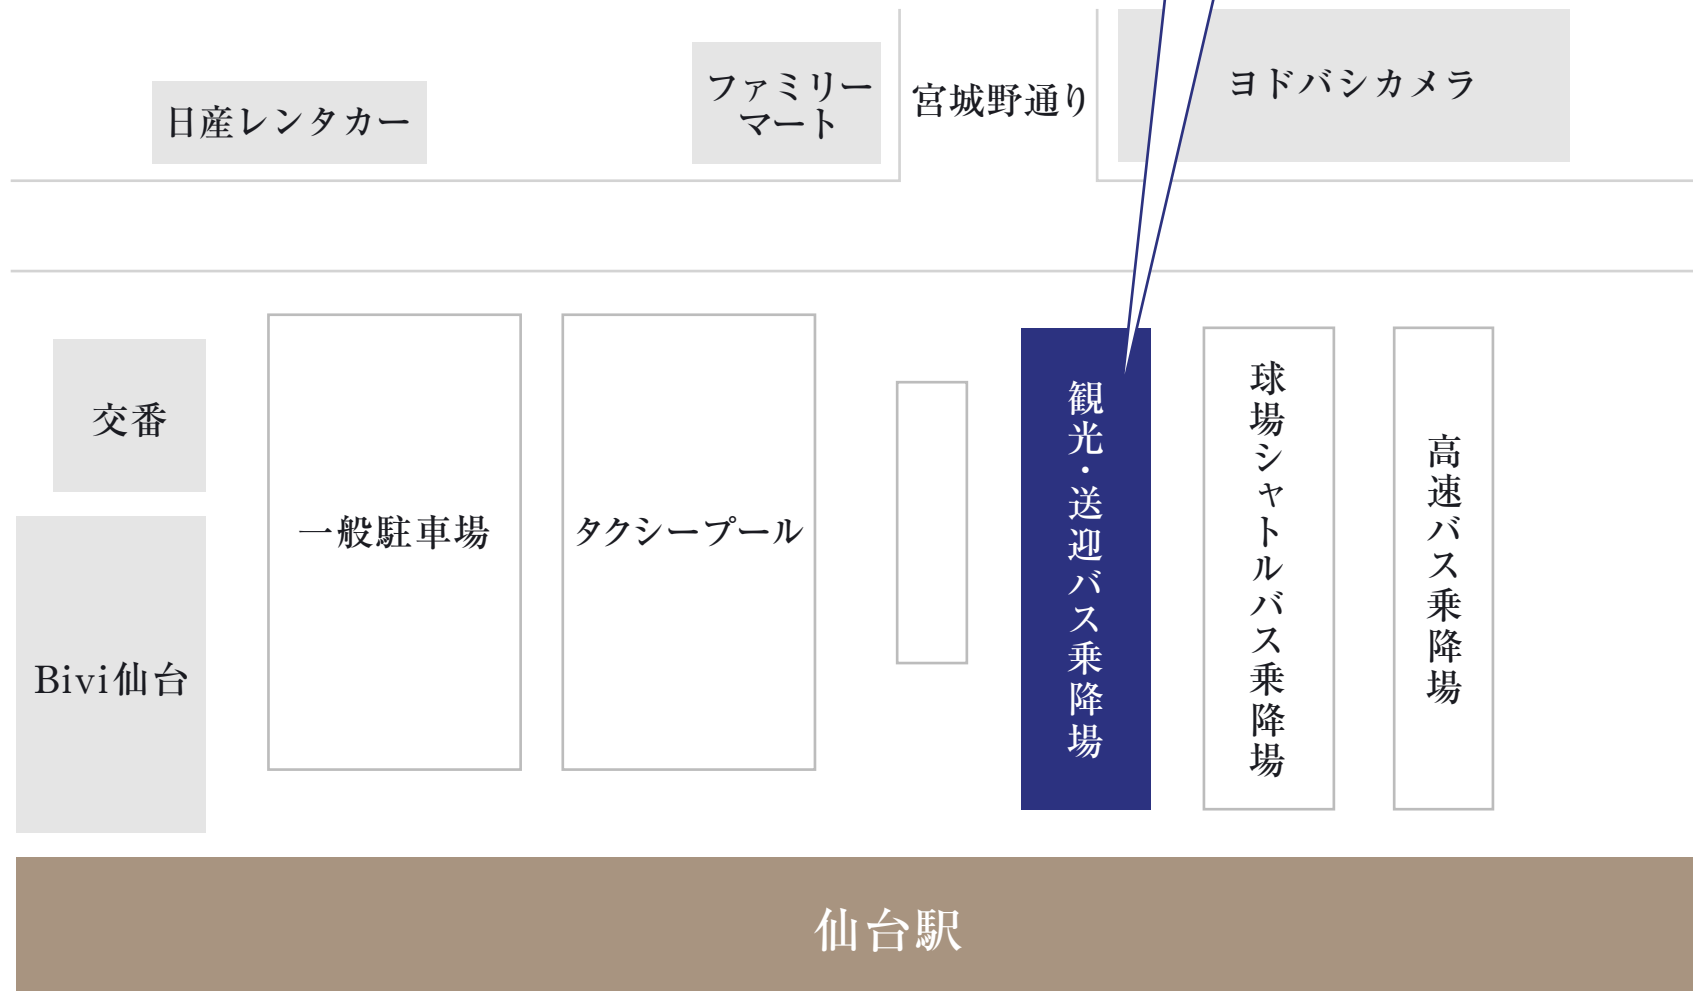 日産レンタカー
ファミリー
マート
宮城野通り
ヨドバシカメラ
交番
Bivi仙台
一般駐車場
タクシープール
観光・送迎バス乗降場
球場シャトルバス乗降場
高速バス乗降場
仙台駅